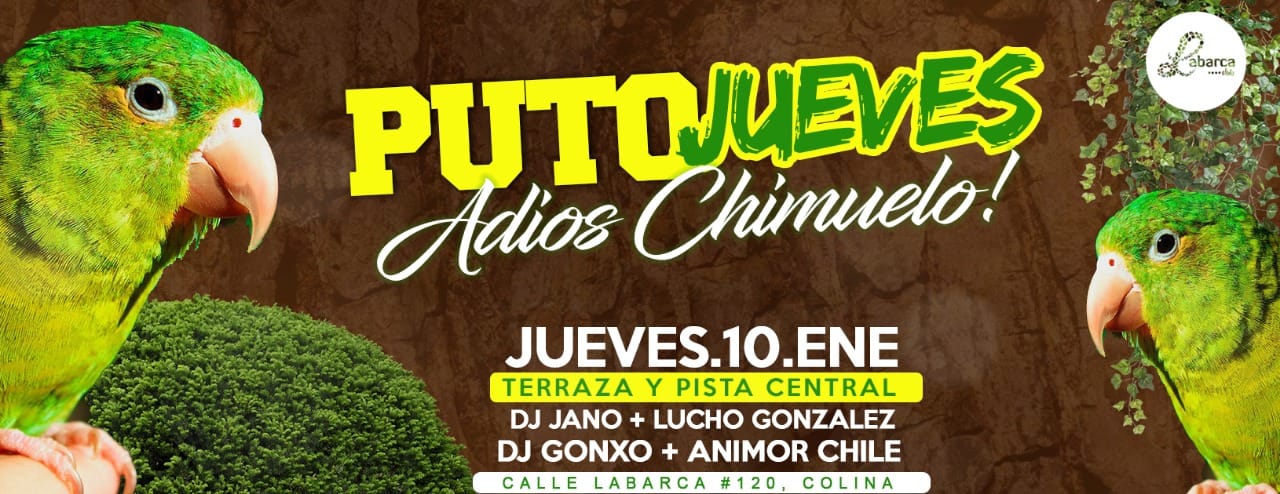 PUTO JUEVES
Adios Chimuelo!
Labarca
club
JUEVES.10.ENE
TERRAZA Y PISTA CENTRAL
DJ JANO + LUCHO GONZALEZ
DJ GONXO + ANIMOR CHILE
CALLE LABARCA #120, COLINA